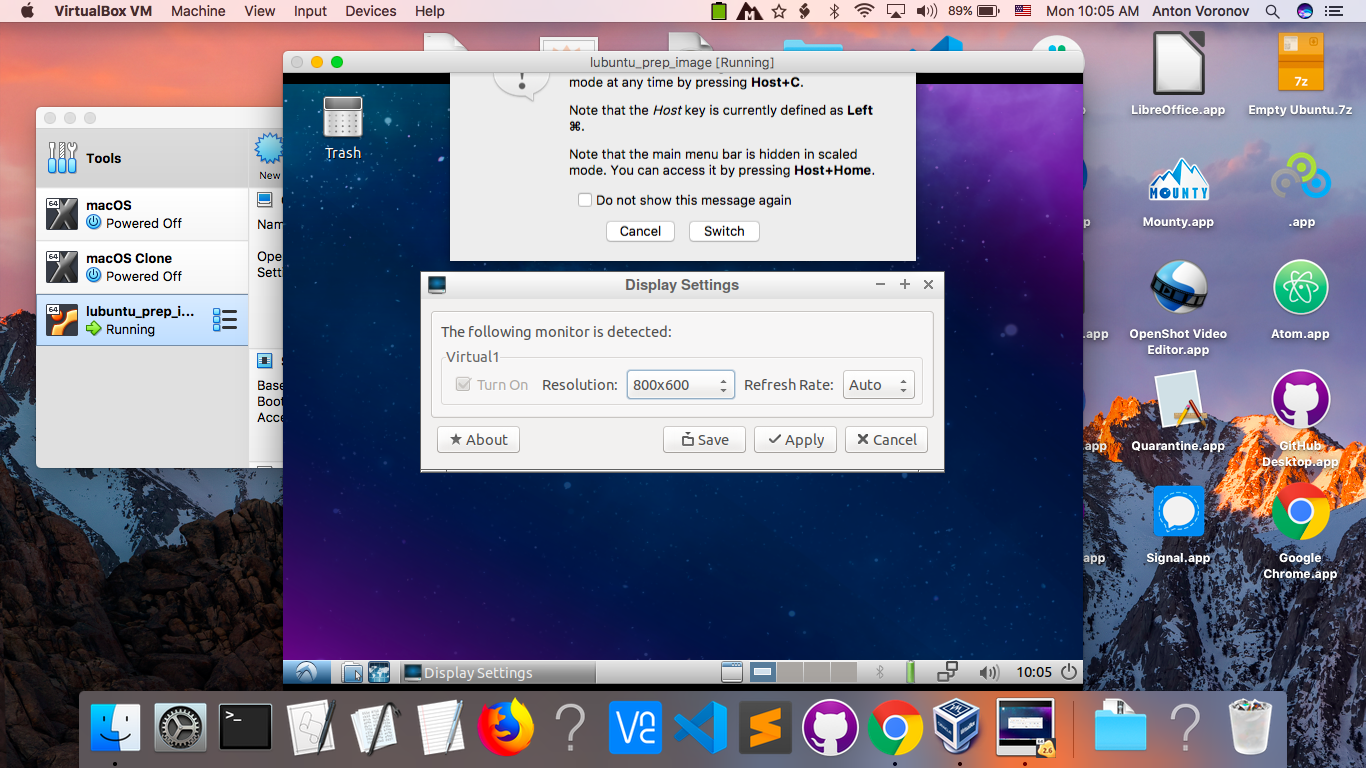 VirtualBox VM Machine View Input Devices Help 89% Mon 10:05 AM Anton Voronov
lubuntu_prep_image [Running]
mode at any time by pressing Host+C.
Note that the Host key is currently defined as Left
⌘.
Note that the main menu bar is hidden in scaled
mode. You can access it by pressing Host+Home.
Do not show this message again
Cancel Switch
Trash
Tools
New
64
macOS
Powered Off
64
macOS Clone
Powered Off
64
lubuntu_prep_i...
Running
Nam
Ope
Setti
Base
Boot
Acce
Display Settings
The following monitor is detected:
Virtual1
Turn On Resolution: 800x600 Refresh Rate: Auto
About Save Apply Cancel
Display Settings 10:05
LibreOffice.app
7z
Empty Ubuntu.7z
MOUNTY
Mounty.app
.app
OpenShot Video
Editor.app
Atom.app
Quarantine.app
GitHub
Desktop.app
Signal.app
Google
Chrome.app
.app
app
app
>_
?
?
2.6